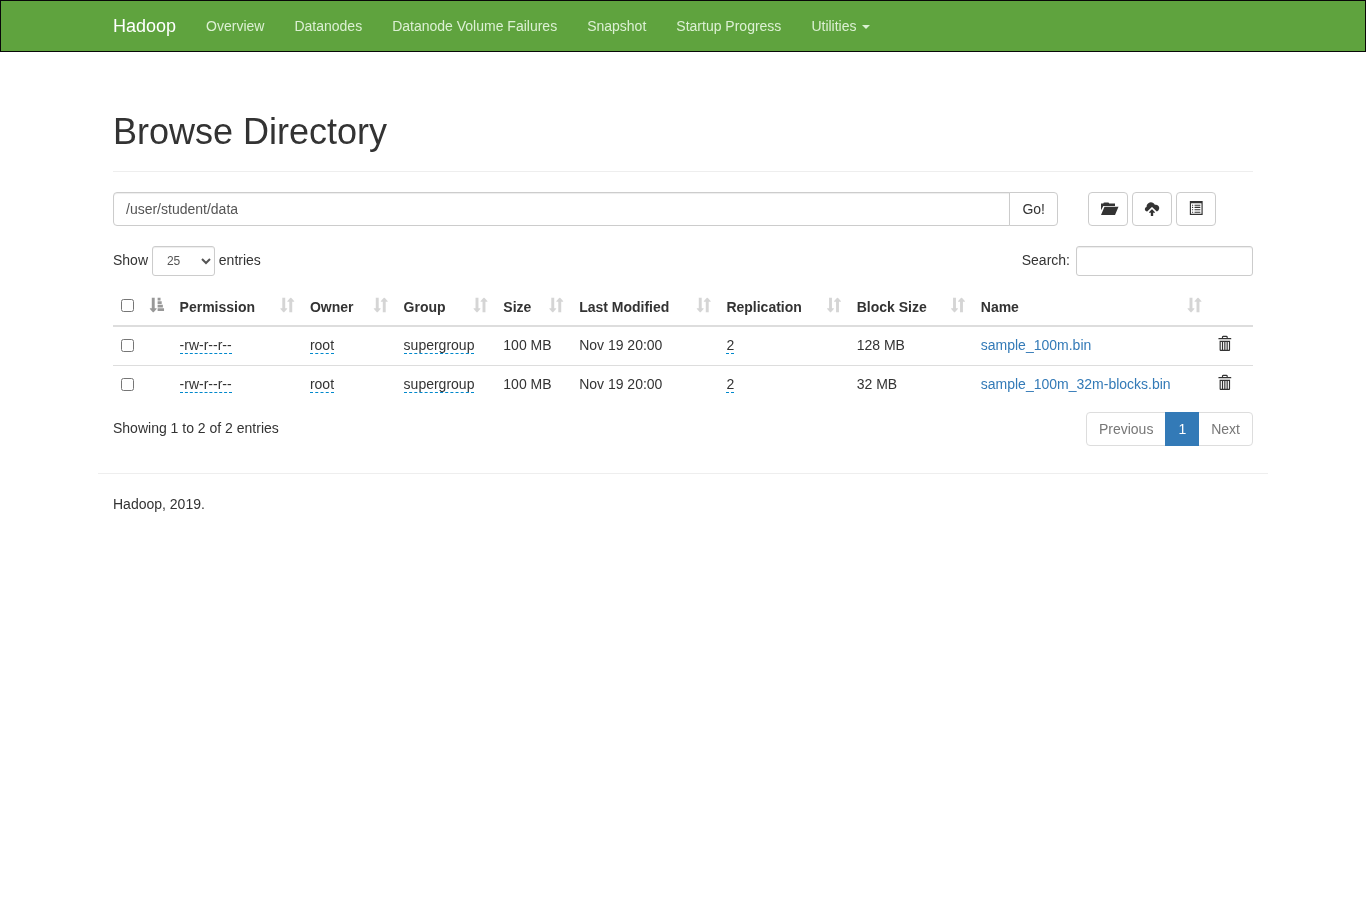 Hadoop Overview Datanodes Datanode Volume Failures Snapshot Startup Progress Utilities
Browse Directory
/user/student/data Go!
Show 25 entries Search:
Permission Owner Group Size Last Modified Replication Block Size Name
-rw-r--r-- root supergroup 100 MB Nov 19 20:00 2 128 MB sample_100m.bin
-rw-r--r-- root supergroup 100 MB Nov 19 20:00 2 32 MB sample_100m_32m-blocks.bin
Showing 1 to 2 of 2 entries Previous 1 Next
Hadoop, 2019.